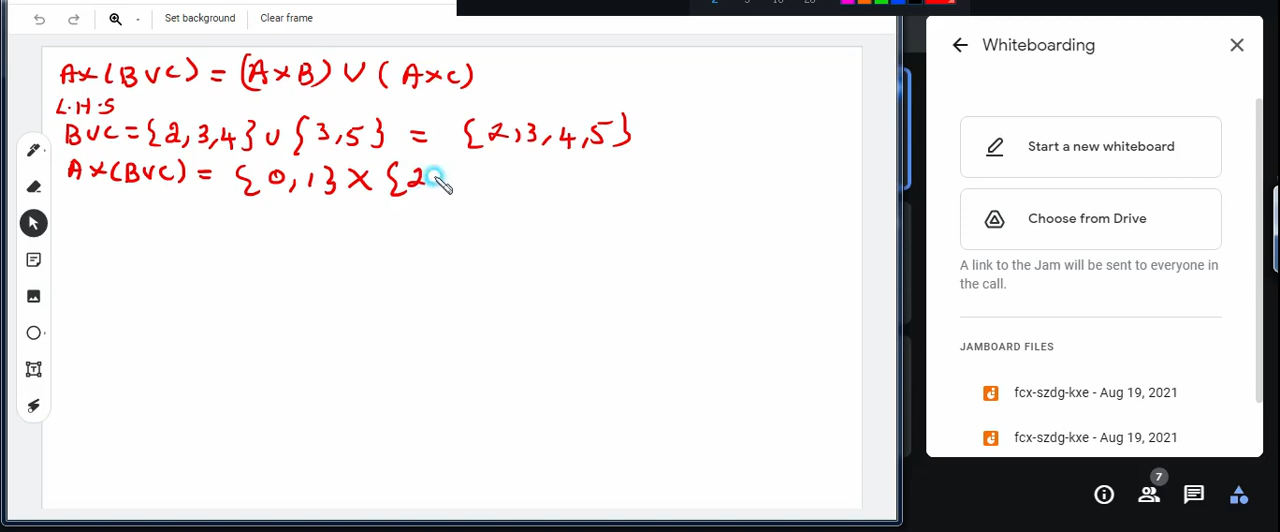 Set background
Clear frame
A×(B∪C) = (A×B) ∪ (A×C)
L.H.S
B∪C = {2,3,4} ∪ {3,5} = {2,3,4,5}
A×(B∪C) = {0,1} × {2
Whiteboarding
Start a new whiteboard
Choose from Drive
A link to the Jam will be sent to everyone in
the call.
JAMBOARD FILES
fcx-szdg-kxe - Aug 19, 2021
fcx-szdg-kxe - Aug 19, 2021
7